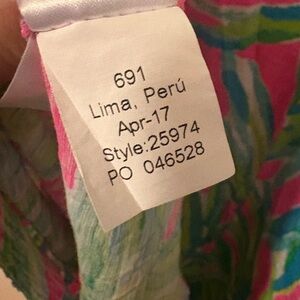 691
Lima, Perú
Apr-17
Style:25974
PO 046528